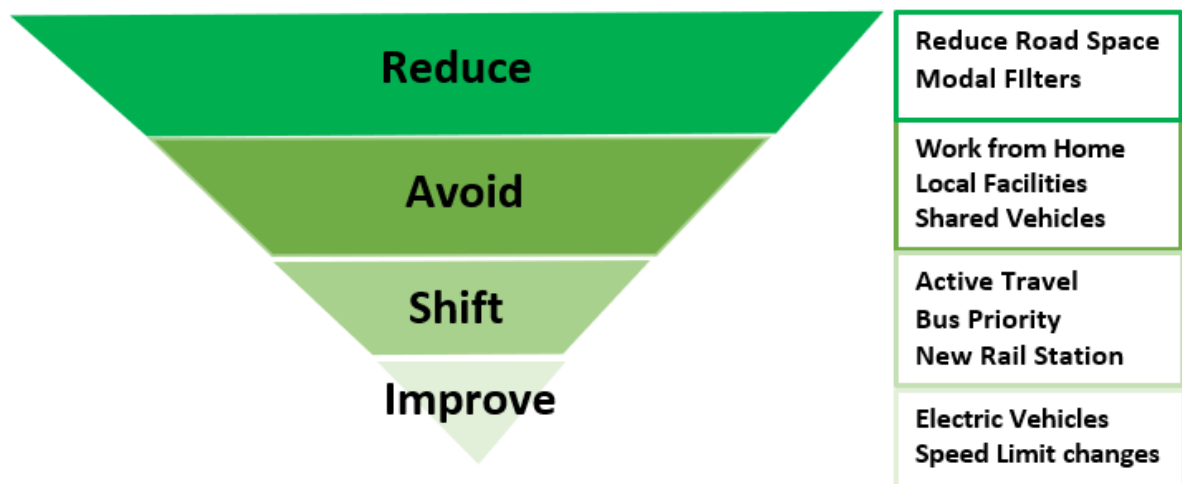 Reduce
Reduce Road Space
Modal FIlters
Avoid
Work from Home
Local Facilities
Shared Vehicles
Shift
Active Travel
Bus Priority
New Rail Station
Improve
Electric Vehicles
Speed Limit changes